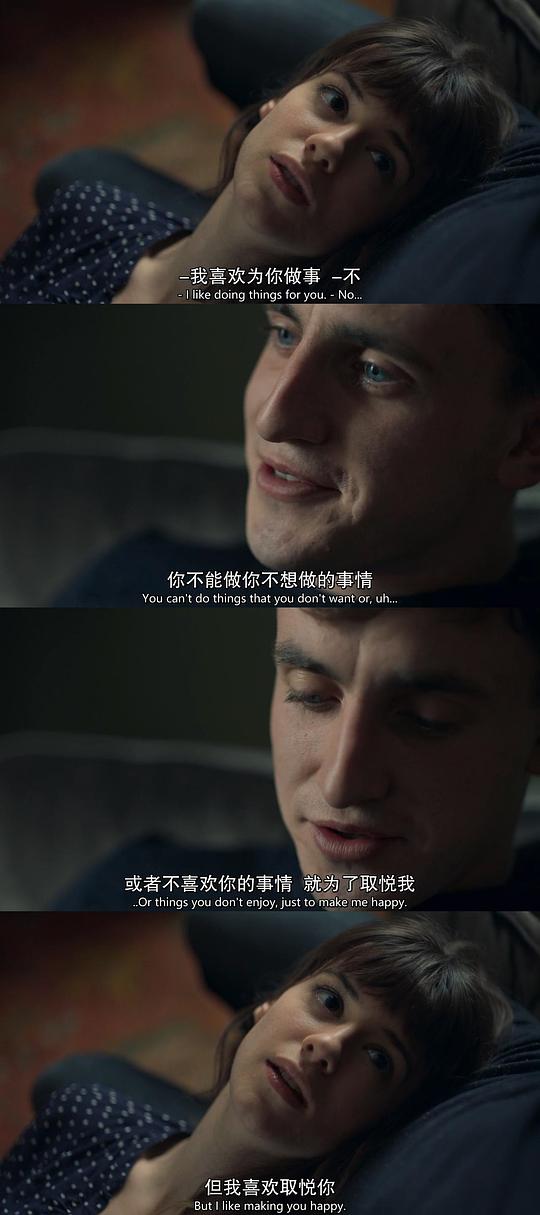 –我喜欢为你做事 –不
- I like doing things for you. - No...
你不能做你不想做的事情
You can't do things that you don't want or, uh...
或者不喜欢你的事情 就为了取悦我
..Or things you don't enjoy, just to make me happy.
但我喜欢取悦你
But I like making you happy.